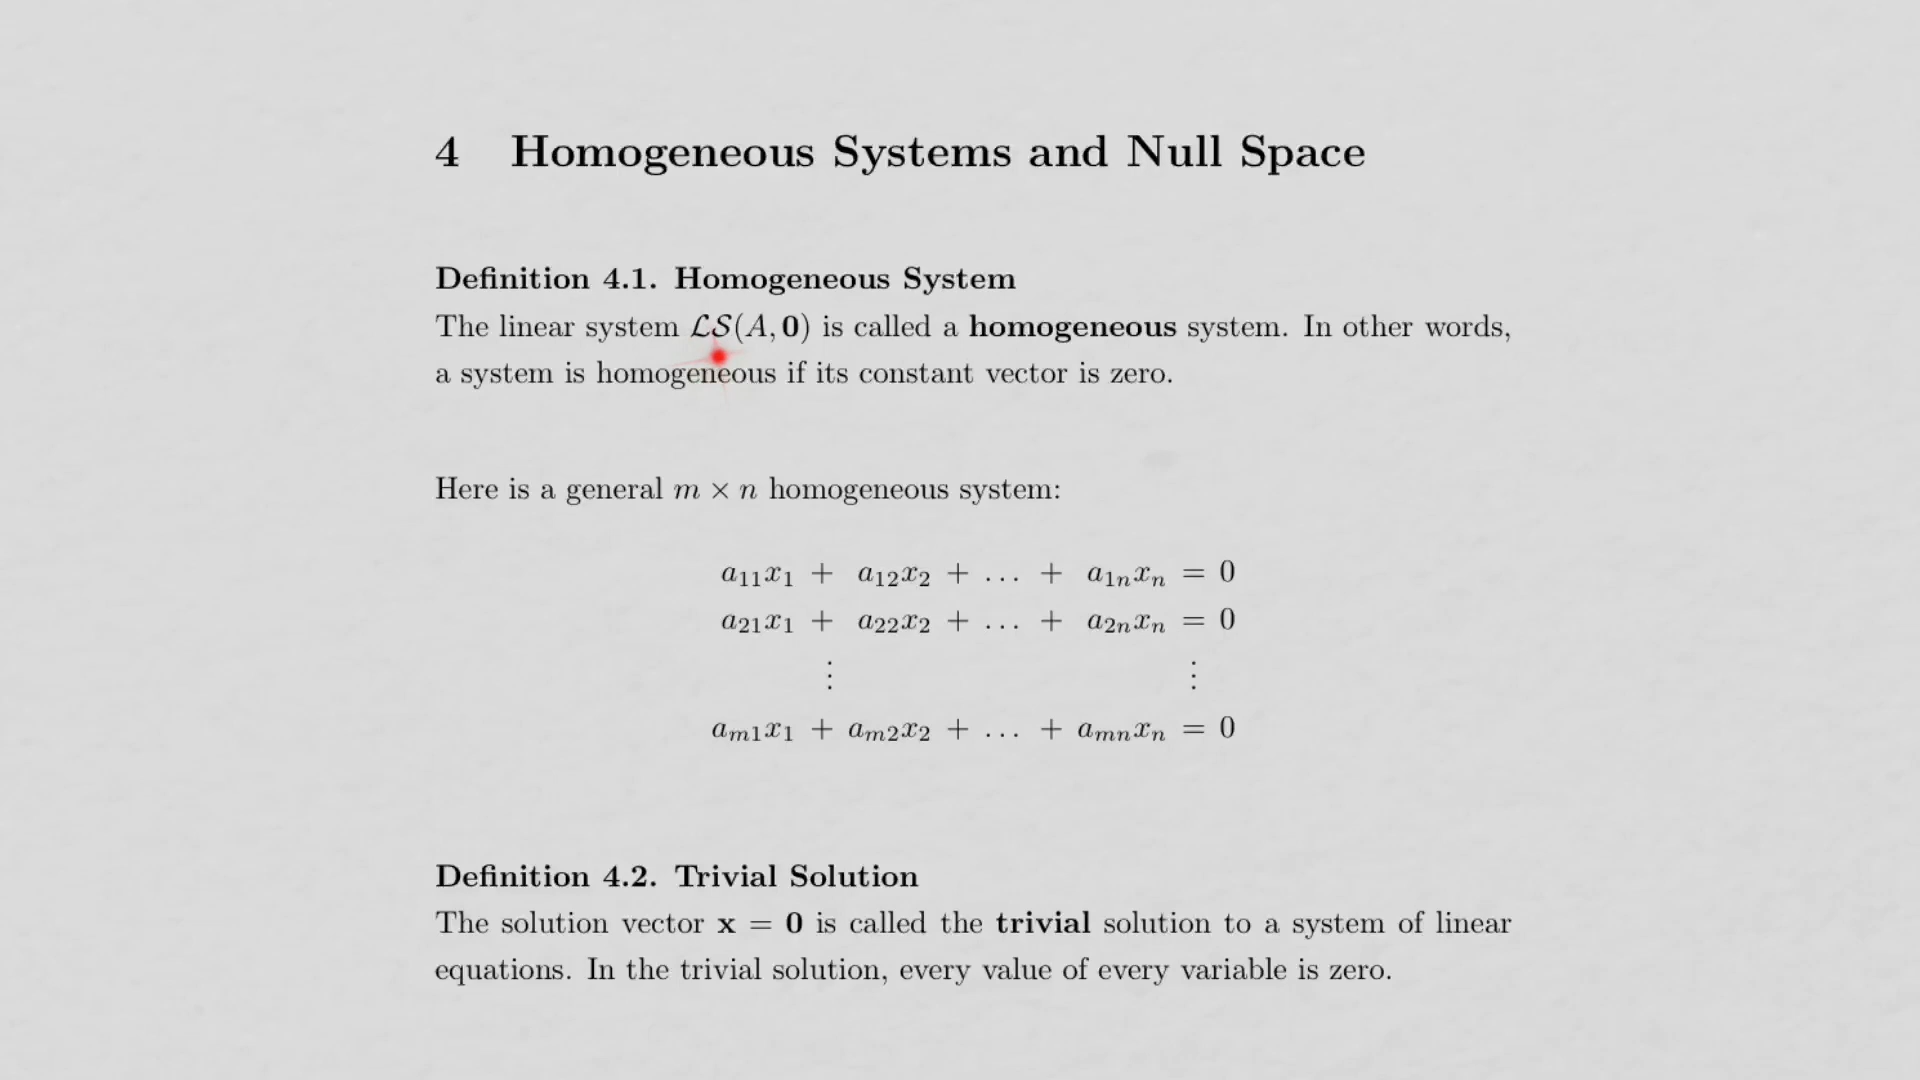 4 Homogeneous Systems and Null Space
Definition 4.1. Homogeneous System
The linear system ℒ𝒮(A, 0) is called a homogeneous system. In other words,
a system is homogeneous if its constant vector is zero.
Here is a general m × n homogeneous system:
a₁₁x₁ + a₁₂x₂ + … + a₁ₙxₙ = 0
a₂₁x₁ + a₂₂x₂ + … + a₂ₙxₙ = 0
⋮ ⋮
aₘ₁x₁ + aₘ₂x₂ + … + aₘₙxₙ = 0
Definition 4.2. Trivial Solution
The solution vector x = 0 is called the trivial solution to a system of linear
equations. In the trivial solution, every value of every variable is zero.